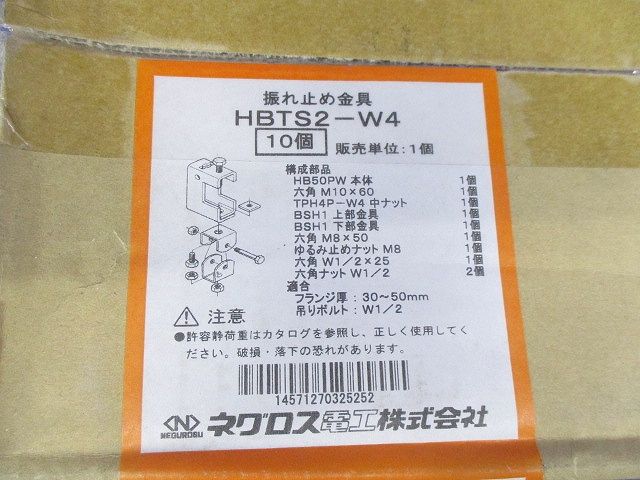 振れ止め金具
HBTS2-W4
10個 販売単位:1個
構成部品
HB50PW 本体 1個
六角 M10×60 1個
TPH4P-W4 中ナット 1個
BSH1 上部金具 1個
BSH1 下部金具 1個
六角 M8×50 1個
ゆるみ止めナット M8 1個
六角 W1/2×25 1個
六角ナット W1/2 2個
適合
フランジ厚:30~50mm
吊りボルト:W1/2
注意
●許容静荷重はカタログを参照し、正しく使用してく
ださい。破損・落下の恐れがあります。
14571270325252
NEGUROSU ネグロス電工株式会社